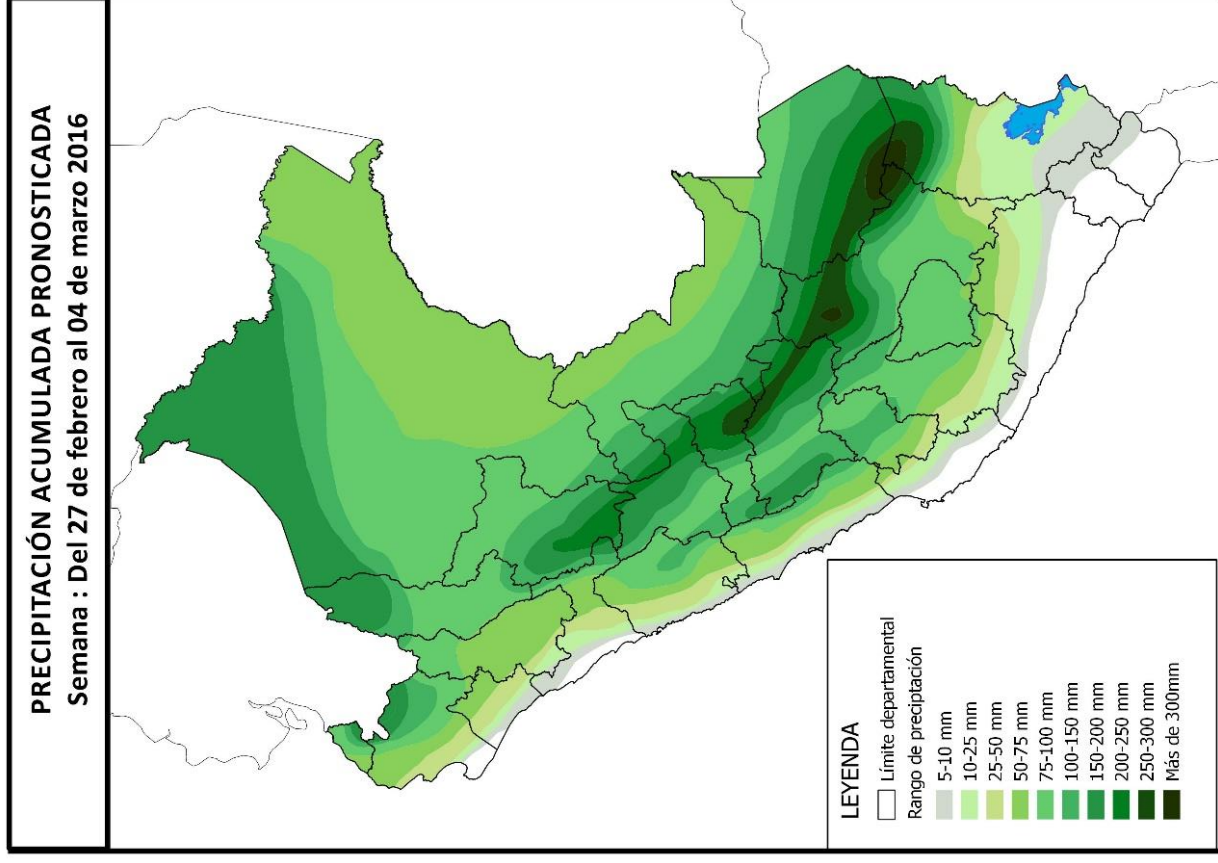 PRECIPITACIÓN ACUMULADA PRONOSTICADA
Semana : Del 27 de febrero al 04 de marzo 2016
LEYENDA
Límite departamental
Rango de preciptación
5-10 mm
10-25 mm
25-50 mm
50-75 mm
75-100 mm
100-150 mm
150-200 mm
200-250 mm
250-300 mm
Más de 300mm